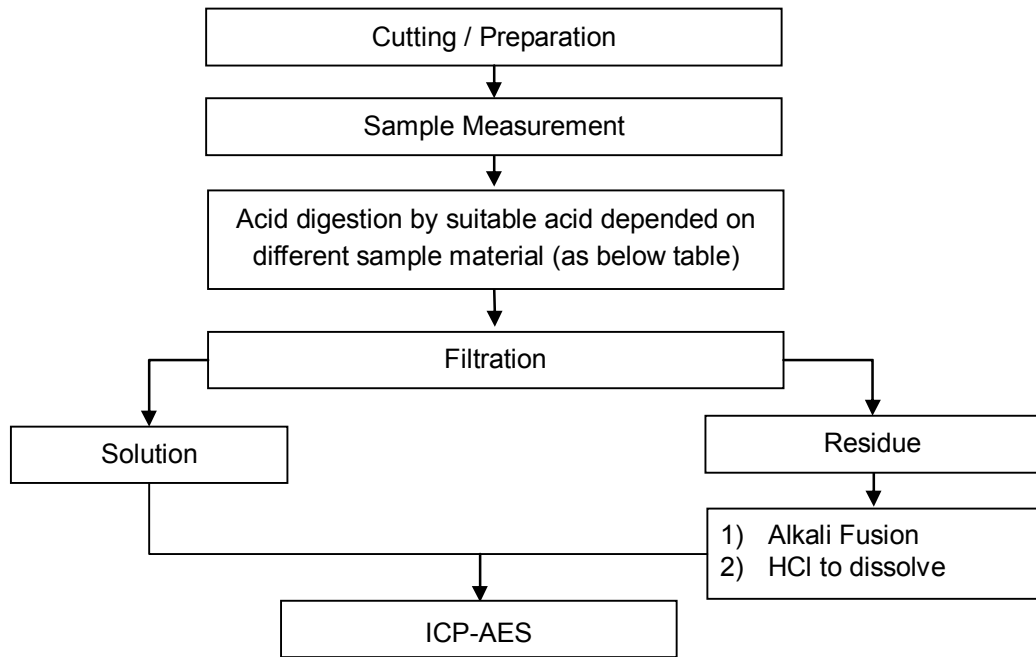 Cutting / Preparation
Sample Measurement
Acid digestion by suitable acid depended on
different sample material (as below table)
Filtration
Solution
Residue
1) Alkali Fusion
2) HCl to dissolve
ICP-AES